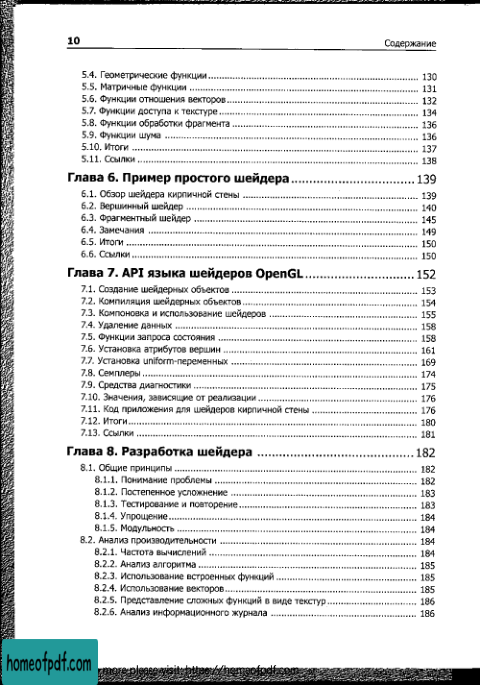 10 Содержание
5.4. Геометрические функции ........ 130
5.5. Матричные функции ........ 131
5.6. Функции отношения векторов ........ 132
5.7. Функции доступа к текстуре ........ 134
5.8. Функции обработки фрагмента ........ 136
5.9. Функции шума ........ 136
5.10. Итоги ........ 137
5.11. Ссылки ........ 138
Глава 6. Пример простого шейдера ........ 139
6.1. Обзор шейдера кирпичной стены ........ 139
6.2. Вершинный шейдер ........ 140
6.3. Фрагментный шейдер ........ 145
6.4. Замечания ........ 149
6.5. Итоги ........ 150
6.6. Ссылки ........ 150
Глава 7. API языка шейдеров OpenGL ........ 152
7.1. Создание шейдерных объектов ........ 153
7.2. Компиляция шейдерных объектов ........ 154
7.3. Компоновка и использование шейдеров ........ 155
7.4. Удаление данных ........ 158
7.5. Функции запроса состояния ........ 158
7.6. Установка атрибутов вершин ........ 161
7.7. Установка uniform-переменных ........ 169
7.8. Семплеры ........ 174
7.9. Средства диагностики ........ 175
7.10. Значения, зависящие от реализации ........ 176
7.11. Код приложения для шейдеров кирпичной стены ........ 176
7.12. Итоги ........ 180
7.13. Ссылки ........ 181
Глава 8. Разработка шейдера ........ 182
8.1. Общие принципы ........ 182
8.1.1. Понимание проблемы ........ 182
8.1.2. Постепенное усложнение ........ 183
8.1.3. Тестирование и повторение ........ 183
8.1.4. Упрощение ........ 184
8.1.5. Модульность ........ 184
8.2. Анализ производительности ........ 184
8.2.1. Частота вычислений ........ 184
8.2.2. Анализ алгоритма ........ 185
8.2.3. Использование встроенных функций ........ 185
8.2.4. Использование векторов ........ 185
8.2.5. Представление сложных функций в виде текстур ........ 186
8.2.6. Анализ информационного журнала ........ 186
homeofpdf.com
more please visit: https://homeofpdf.com